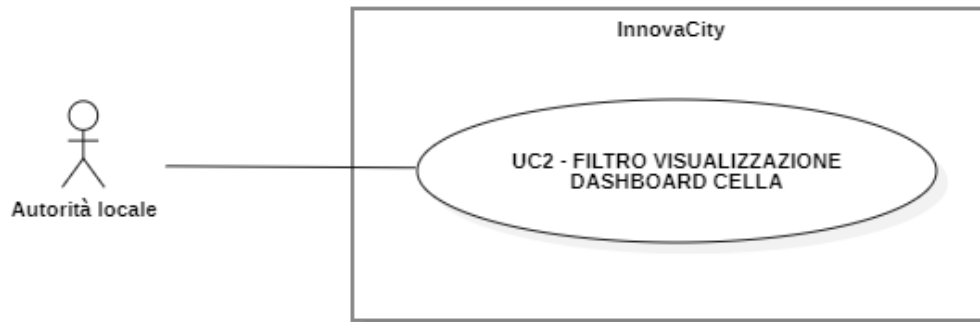 InnovaCity
UC2 - FILTRO VISUALIZZAZIONE
DASHBOARD CELLA
Autorità locale